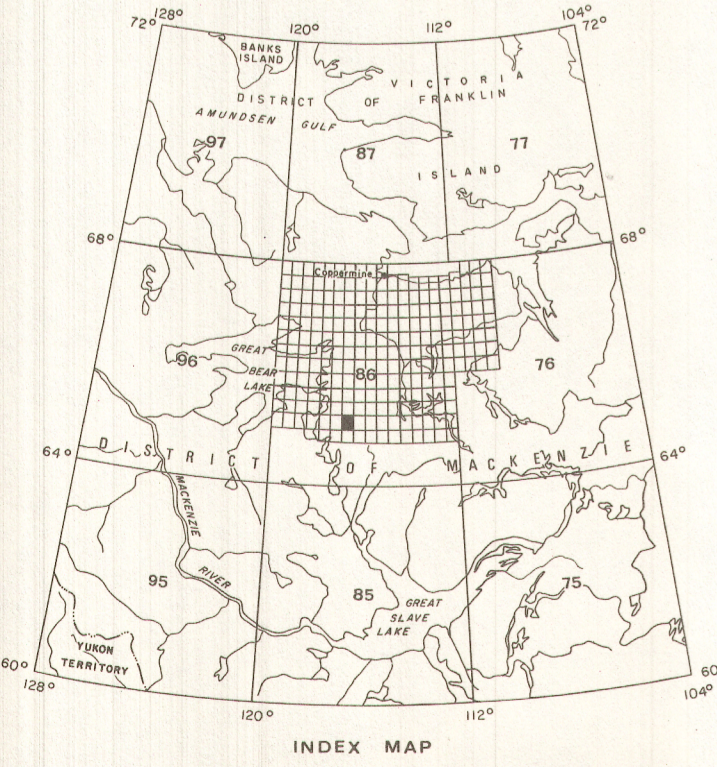 128°
120°
112°
104°
72°
72°
BANKS
ISLAND
VICTORIA
DISTRICT OF FRANKLIN
AMUNDSEN GULF
97
87
77
ISLAND
68°
68°
Coppermine
GREAT
BEAR
LAKE
96
86
76
DISTRICT OF MACKENZIE
64°
64°
MACKENZIE
RIVER
95
85
75
GREAT
SLAVE
LAKE
YUKON
TERRITORY
60°
60
128°
120°
112°
104°
INDEX MAP